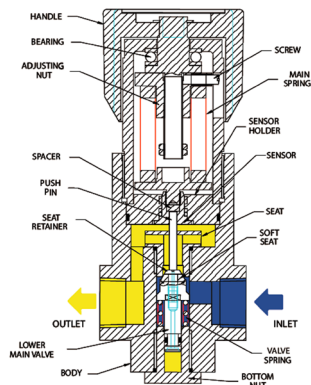 HANDLE
BEARING
ADJUSTING
NUT
SCREW
MAIN
SPRING
SENSOR
HOLDER
SPACER
SENSOR
PUSH
PIN
SEAT
RETAINER
SEAT
SOFT
SEAT
OUTLET
INLET
LOWER
MAIN VALVE
VALVE
SPRING
BODY
BOTTOM
NUT